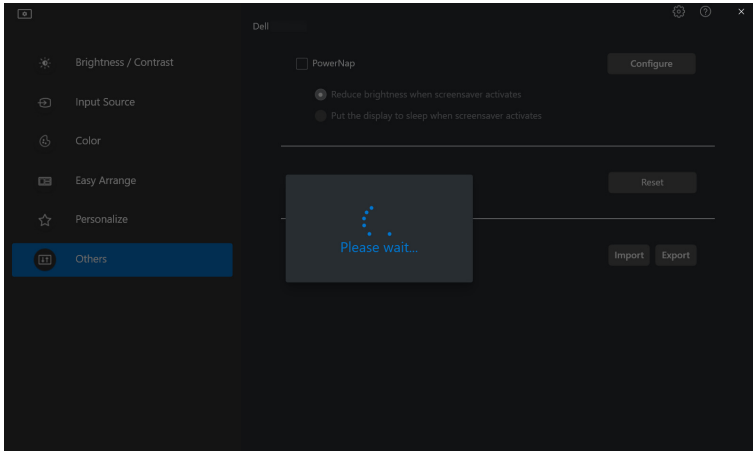 Dell
Brightness / Contrast
PowerNap
Configure
Reduce brightness when screensaver activates
Input Source
Put the display to sleep when screensaver activates
Color
Easy Arrange
Reset
Personalize
Please wait...
Others
Import Export